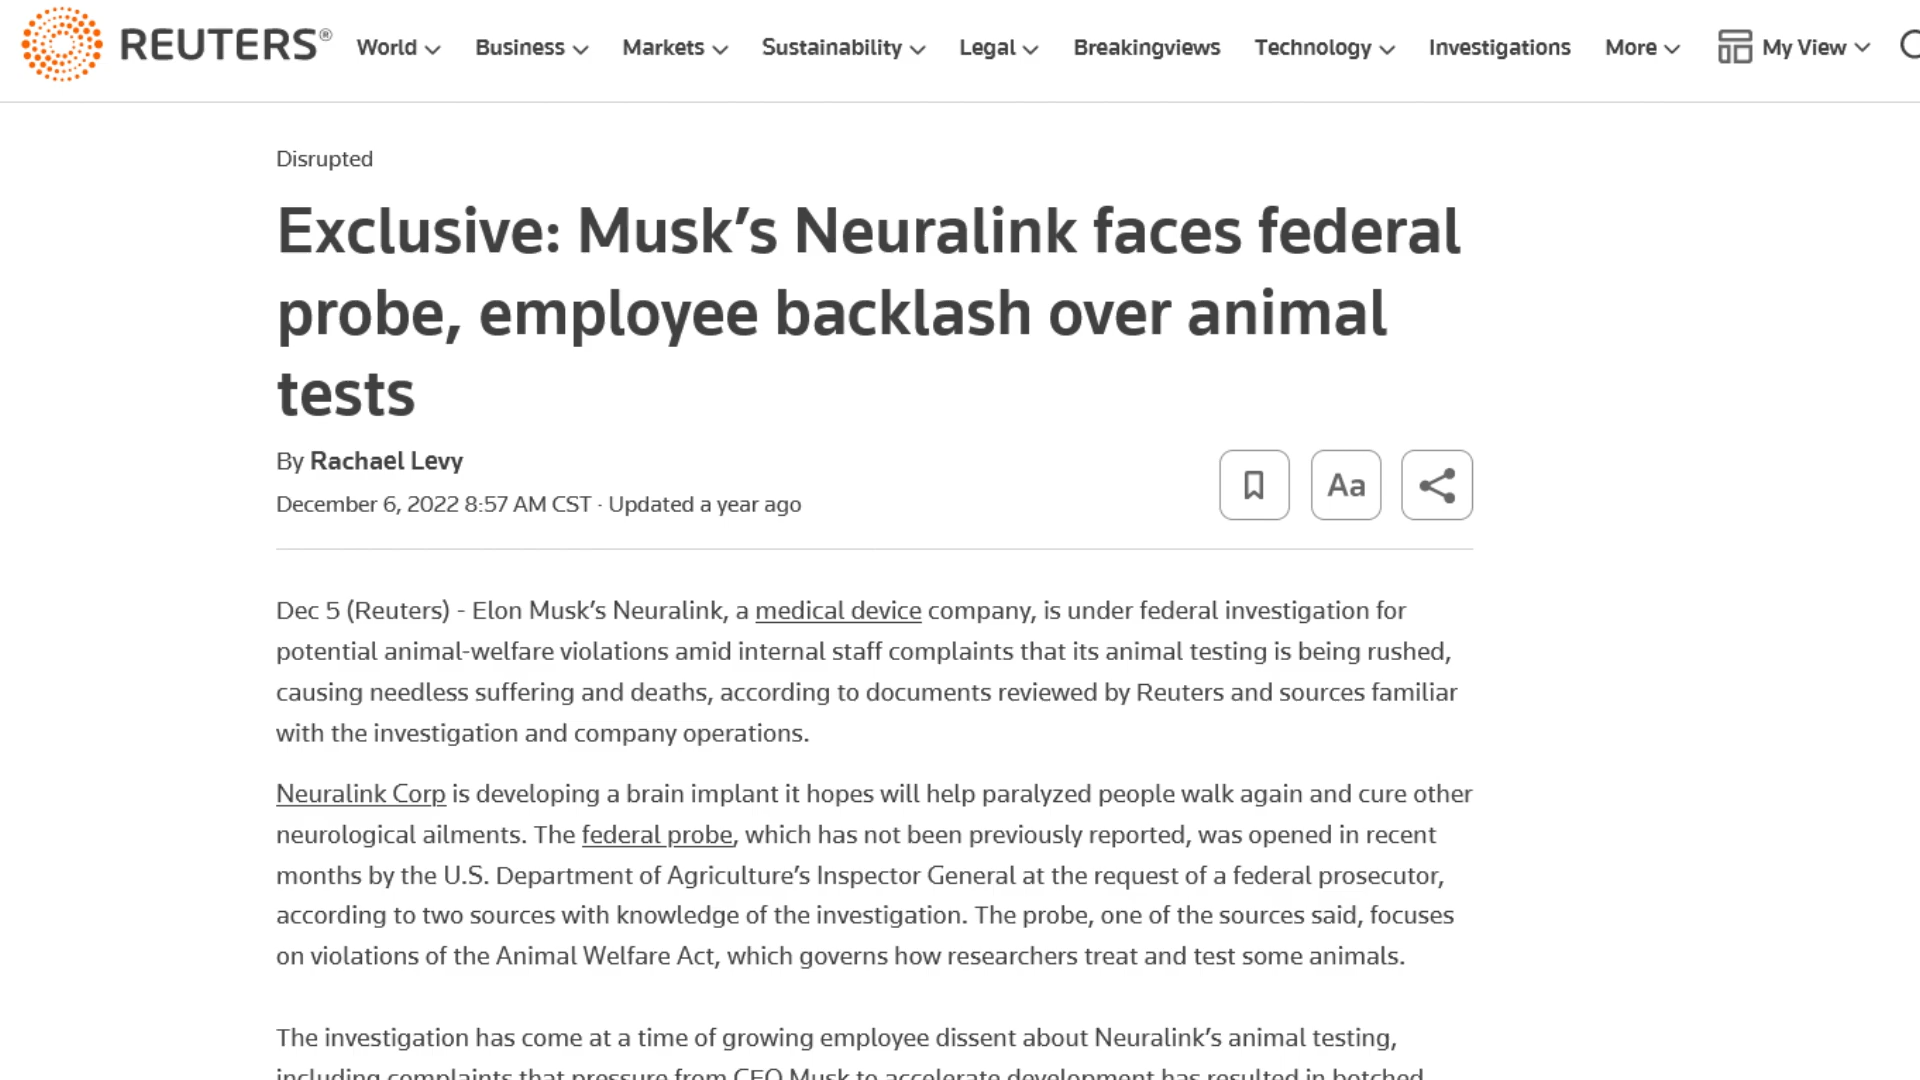 REUTERS®
World Business Markets Sustainability Legal Breakingviews Technology Investigations More My View
Disrupted
Exclusive: Musk’s Neuralink faces federal
probe, employee backlash over animal
tests
By Rachael Levy
Aa
December 6, 2022 8:57 AM CST · Updated a year ago
Dec 5 (Reuters) - Elon Musk’s Neuralink, a medical device company, is under federal investigation for
potential animal-welfare violations amid internal staff complaints that its animal testing is being rushed,
causing needless suffering and deaths, according to documents reviewed by Reuters and sources familiar
with the investigation and company operations.
Neuralink Corp is developing a brain implant it hopes will help paralyzed people walk again and cure other
neurological ailments. The federal probe, which has not been previously reported, was opened in recent
months by the U.S. Department of Agriculture’s Inspector General at the request of a federal prosecutor,
according to two sources with knowledge of the investigation. The probe, one of the sources said, focuses
on violations of the Animal Welfare Act, which governs how researchers treat and test some animals.
The investigation has come at a time of growing employee dissent about Neuralink’s animal testing,
including complaints that pressure from CEO Musk to accelerate development has resulted in botched